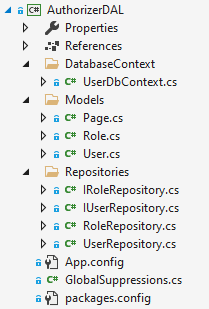 C# AuthorizerDAL
Properties
References
DatabaseContext
C# UserDbContext.cs
Models
C# Page.cs
C# Role.cs
C# User.cs
Repositories
C# IRoleRepository.cs
C# IUserRepository.cs
C# RoleRepository.cs
C# UserRepository.cs
App.config
C# GlobalSuppressions.cs
packages.config